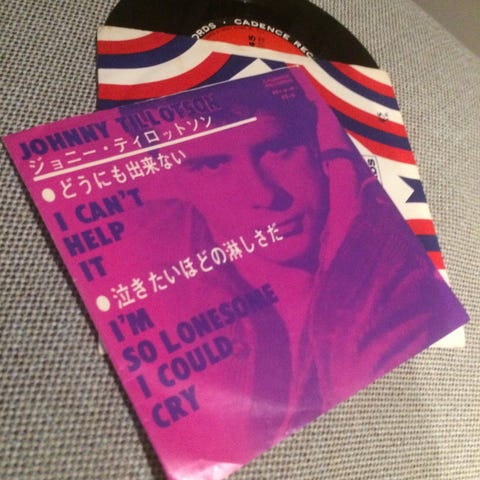 RDS · CADENCE REC
45
JOHNNY TILLOTSON
ジョニー・ティロットソン
● どうにも出来ない
I CAN'T
HELP
IT
● 泣きたいほどの淋しさだ
I'M
SO LONESOME
I COULD
CRY